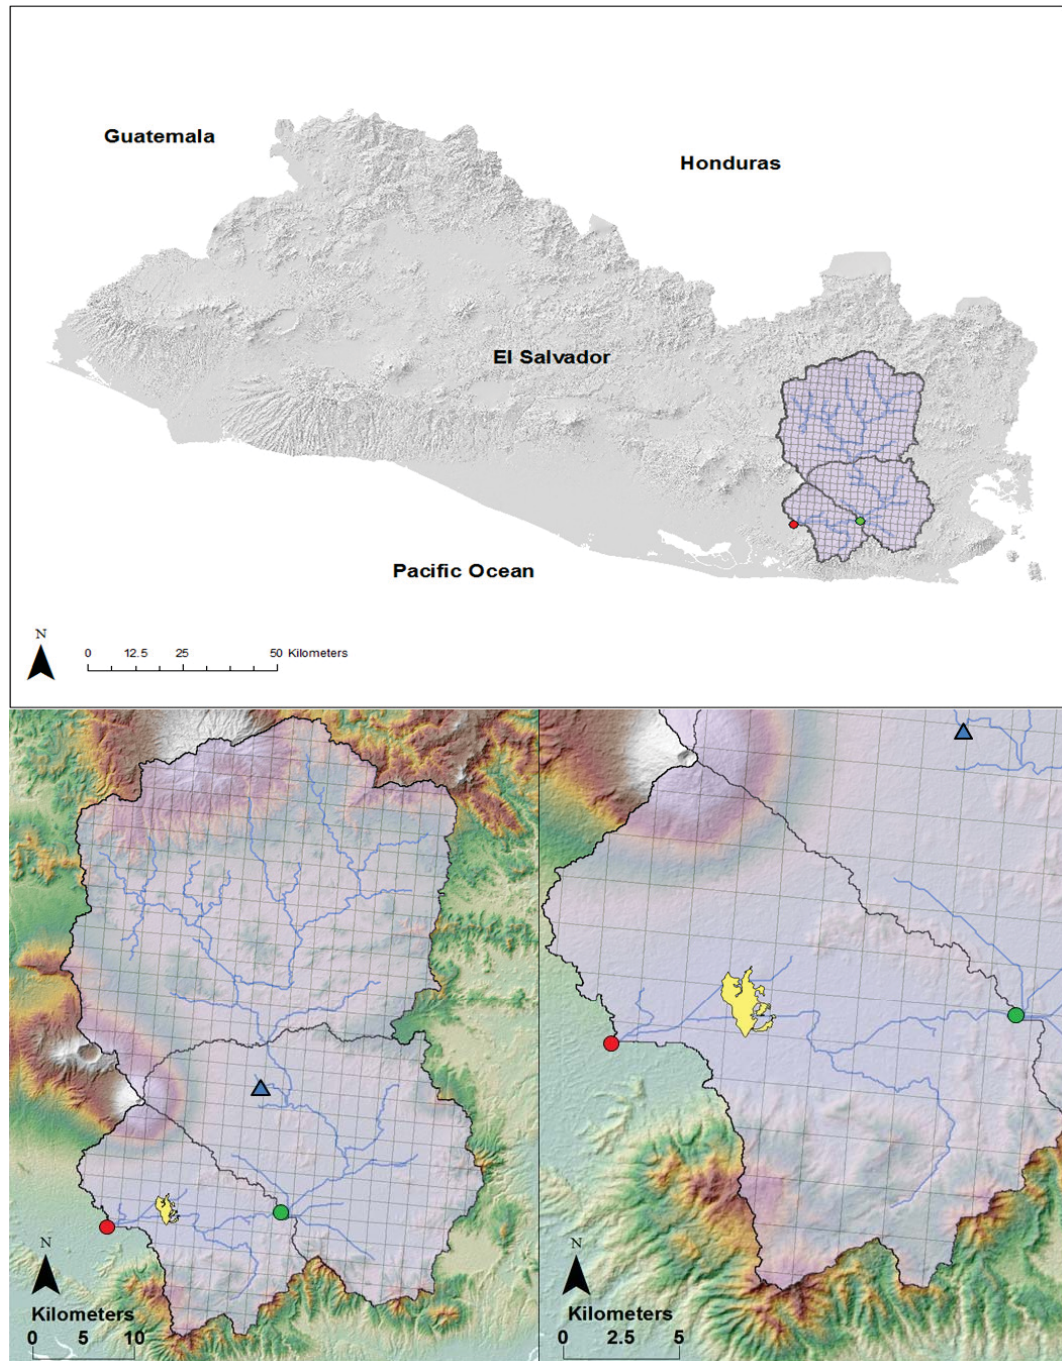 Guatemala
Honduras
El Salvador
Pacific Ocean
N
0 12.5 25 50 Kilometers
N
Kilometers
0 5 10
N
Kilometers
0 2.5 5